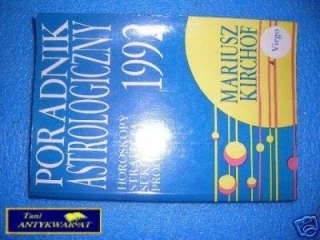 PORADNIK
ASTROLOGICZNY
1992
HOROSKOPY
MARIUSZ
KIRCHOF
Virgo
Tani
ANTYKWARIAT